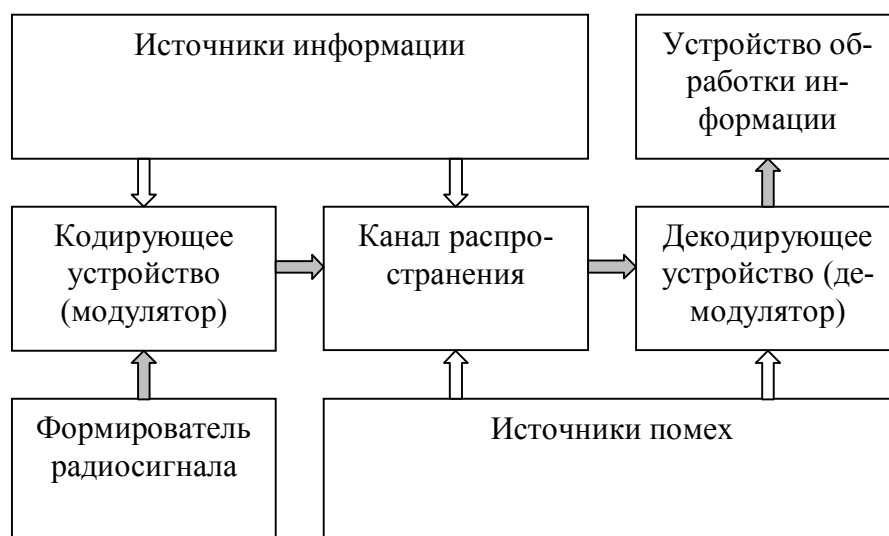 Источники информации
Устройство об-
работки ин-
формации
Кодирующее
устройство
(модулятор)
Канал распро-
странения
Декодирующее
устройство (де-
модулятор)
Формирователь
радиосигнала
Источники помех